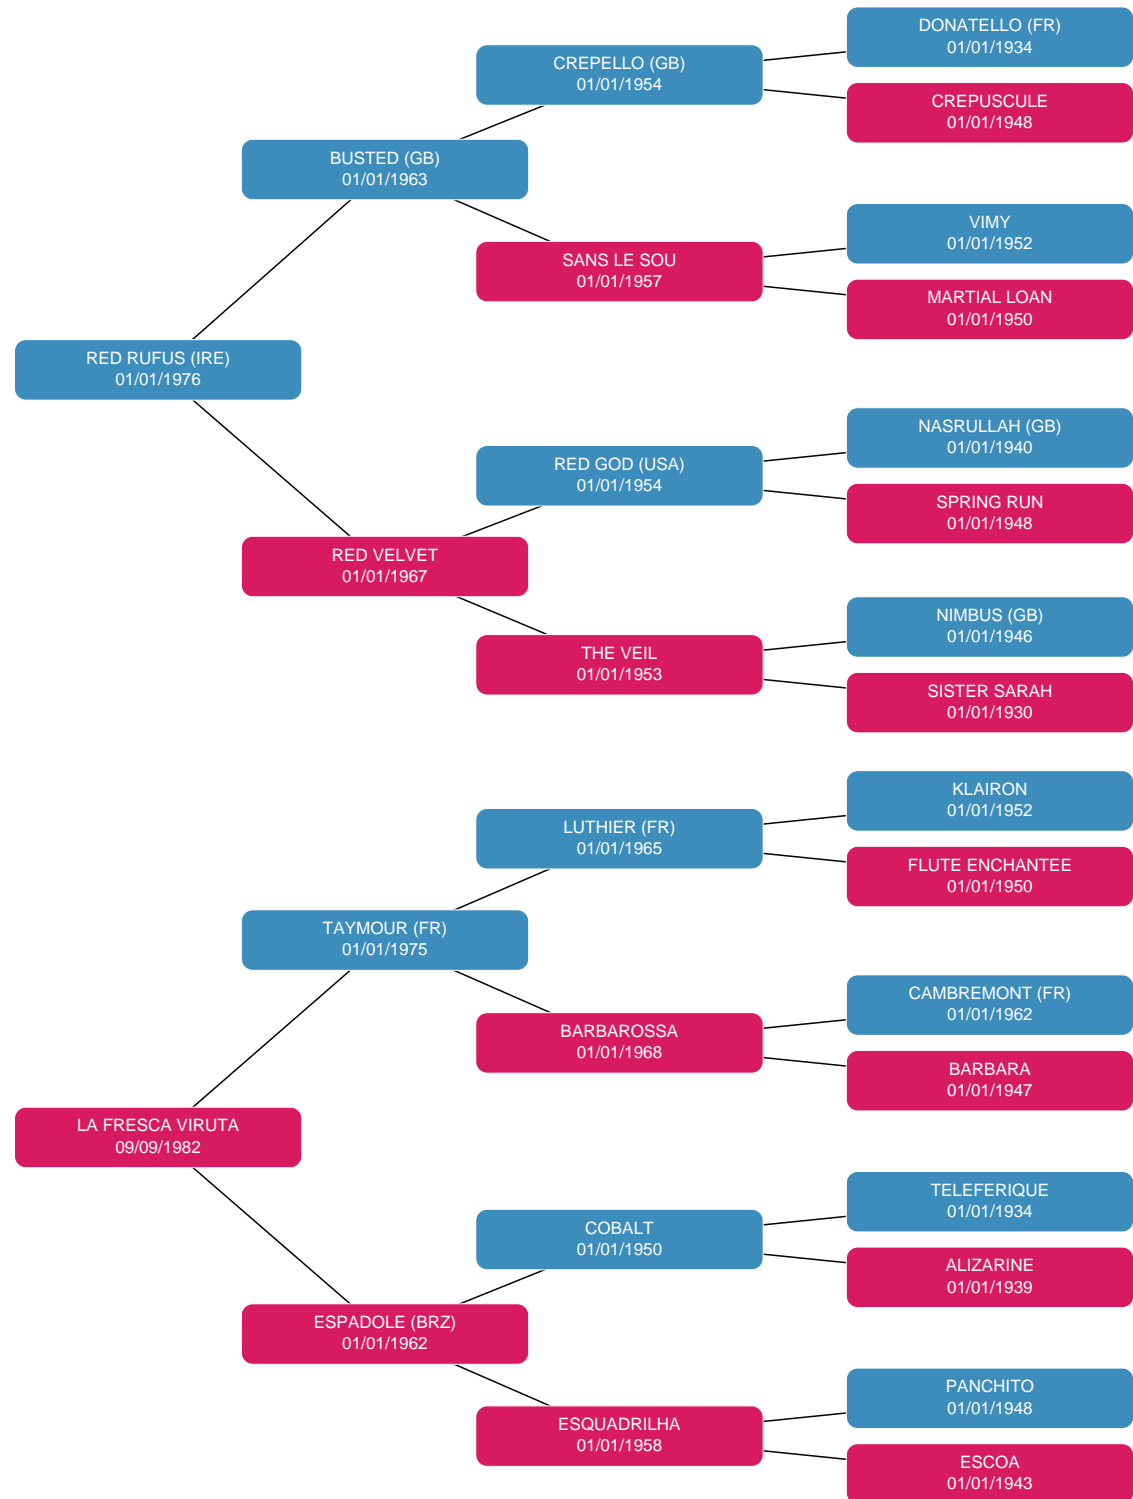 DONATELLO (FR)
01/01/1934
CREPELLO (GB)
01/01/1954
CREPUSCULE
01/01/1948
BUSTED (GB)
01/01/1963
VIMY
01/01/1952
SANS LE SOU
01/01/1957
MARTIAL LOAN
01/01/1950
RED RUFUS (IRE)
01/01/1976
NASRULLAH (GB)
01/01/1940
RED GOD (USA)
01/01/1954
SPRING RUN
01/01/1948
RED VELVET
01/01/1967
NIMBUS (GB)
01/01/1946
THE VEIL
01/01/1953
SISTER SARAH
01/01/1930
KLAIRON
01/01/1952
LUTHIER (FR)
01/01/1965
FLUTE ENCHANTEE
01/01/1950
TAYMOUR (FR)
01/01/1975
CAMBREMONT (FR)
01/01/1962
BARBAROSSA
01/01/1968
BARBARA
01/01/1947
LA FRESCA VIRUTA
09/09/1982
TELEFERIQUE
01/01/1934
COBALT
01/01/1950
ALIZARINE
01/01/1939
ESPADOLE (BRZ)
01/01/1962
PANCHITO
01/01/1948
ESQUADRILHA
01/01/1958
ESCOA
01/01/1943